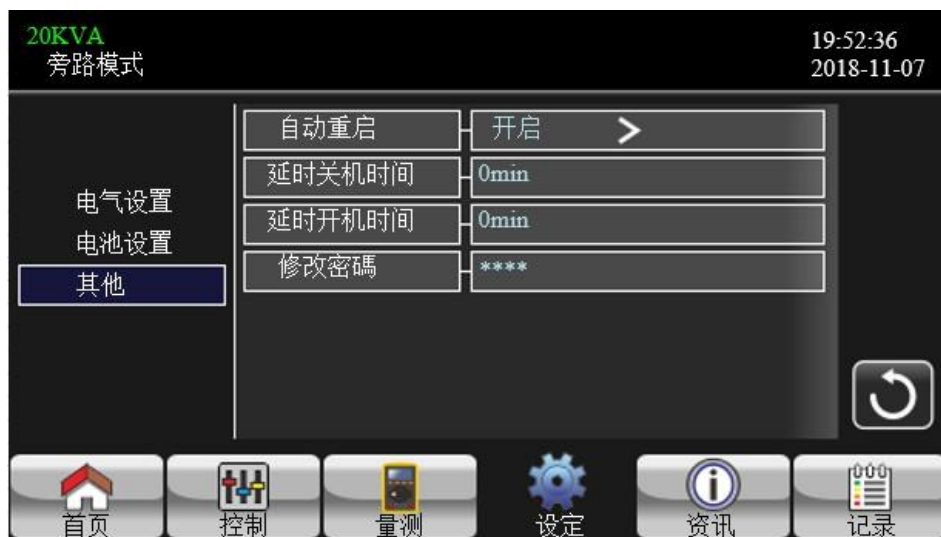 20KVA
旁路模式
19:52:36
2018-11-07
电气设置
电池设置
其他
自动重启 开启 >
延时关机时间 0min
延时开机时间 0min
修改密碼 ****
首页 控制 量测 设定 资讯 记录